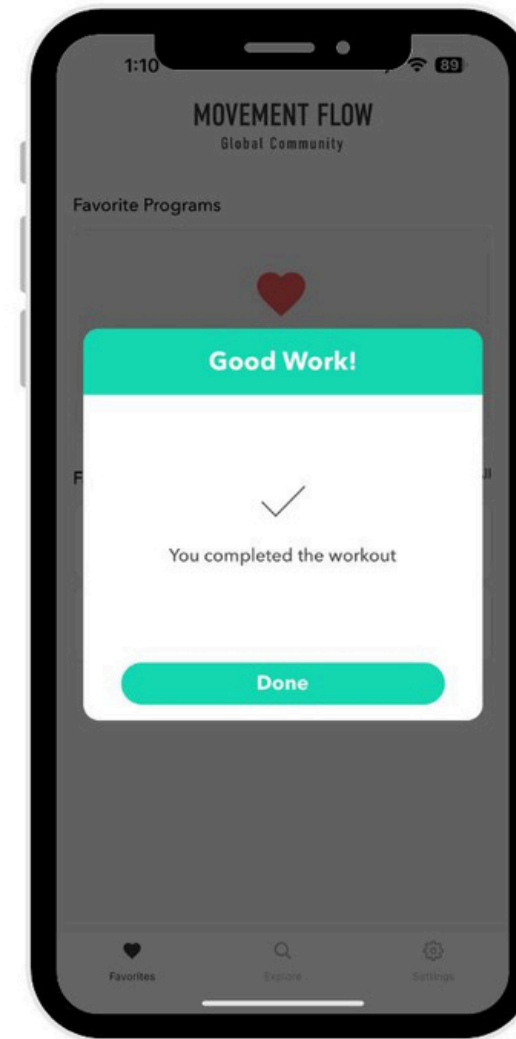 1:10
89
MOVEMENT FLOW
Global Community
Favorite Programs
Good Work!
You completed the workout
Done
Favorites
Explore
Settings